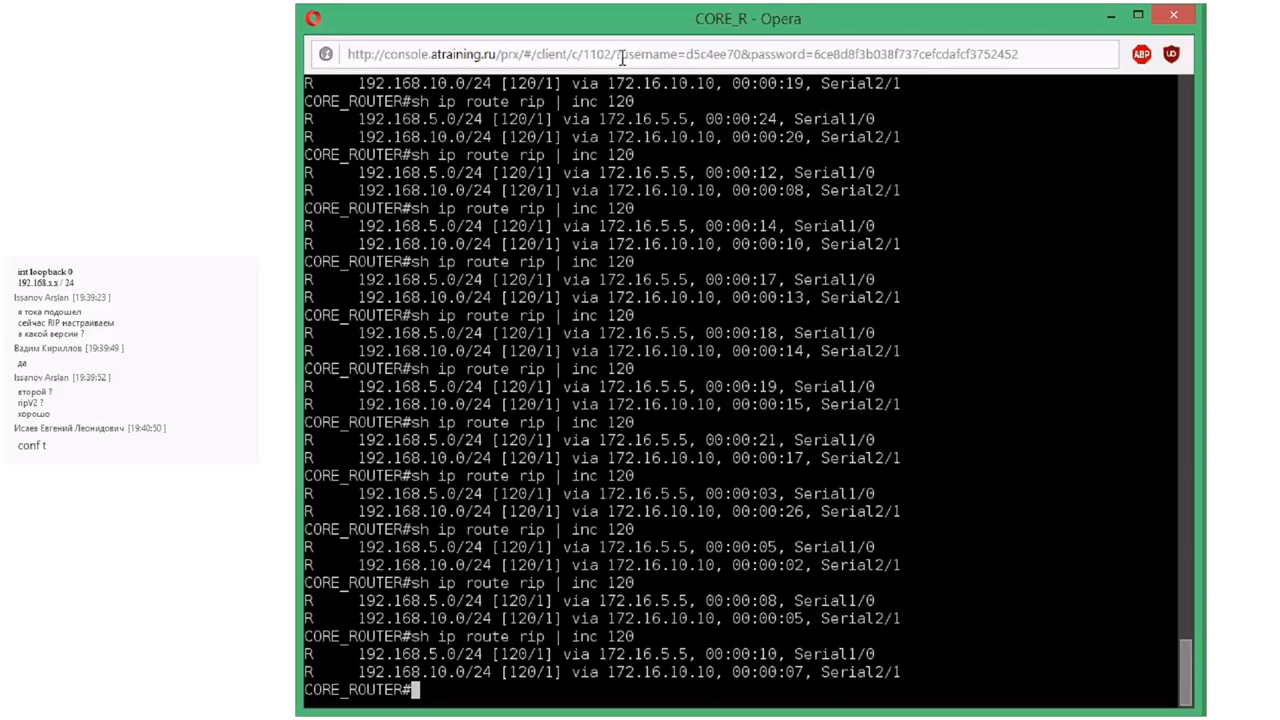 int loopback 0
192.168.x.x / 24
Issanov Arslan [19:39:23]
я тока подошел
сейчас RIP настраиваем
а какой версии ?
Вадим Кириллов [19:39:49]
да
Issanov Arslan [19:39:52]
второй ?
ripV2 ?
хорошо
Исаев Евгений Леонидович [19:40:50]
conf t
CORE_R - Opera
http://console.atraining.ru/prx/#/client/c/1102/?username=d5c4ee70&password=6ce8d8f3b038f737cefcdafcf3752452
ABP
R 192.168.10.0/24 [120/1] via 172.16.10.10, 00:00:19, Serial2/1
CORE_ROUTER#sh ip route rip | inc 120
R 192.168.5.0/24 [120/1] via 172.16.5.5, 00:00:24, Serial1/0
R 192.168.10.0/24 [120/1] via 172.16.10.10, 00:00:20, Serial2/1
CORE_ROUTER#sh ip route rip | inc 120
R 192.168.5.0/24 [120/1] via 172.16.5.5, 00:00:12, Serial1/0
R 192.168.10.0/24 [120/1] via 172.16.10.10, 00:00:08, Serial2/1
CORE_ROUTER#sh ip route rip | inc 120
R 192.168.5.0/24 [120/1] via 172.16.5.5, 00:00:14, Serial1/0
R 192.168.10.0/24 [120/1] via 172.16.10.10, 00:00:10, Serial2/1
CORE_ROUTER#sh ip route rip | inc 120
R 192.168.5.0/24 [120/1] via 172.16.5.5, 00:00:17, Serial1/0
R 192.168.10.0/24 [120/1] via 172.16.10.10, 00:00:13, Serial2/1
CORE_ROUTER#sh ip route rip | inc 120
R 192.168.5.0/24 [120/1] via 172.16.5.5, 00:00:18, Serial1/0
R 192.168.10.0/24 [120/1] via 172.16.10.10, 00:00:14, Serial2/1
CORE_ROUTER#sh ip route rip | inc 120
R 192.168.5.0/24 [120/1] via 172.16.5.5, 00:00:19, Serial1/0
R 192.168.10.0/24 [120/1] via 172.16.10.10, 00:00:15, Serial2/1
CORE_ROUTER#sh ip route rip | inc 120
R 192.168.5.0/24 [120/1] via 172.16.5.5, 00:00:21, Serial1/0
R 192.168.10.0/24 [120/1] via 172.16.10.10, 00:00:17, Serial2/1
CORE_ROUTER#sh ip route rip | inc 120
R 192.168.5.0/24 [120/1] via 172.16.5.5, 00:00:03, Serial1/0
R 192.168.10.0/24 [120/1] via 172.16.10.10, 00:00:26, Serial2/1
CORE_ROUTER#sh ip route rip | inc 120
R 192.168.5.0/24 [120/1] via 172.16.5.5, 00:00:05, Serial1/0
R 192.168.10.0/24 [120/1] via 172.16.10.10, 00:00:02, Serial2/1
CORE_ROUTER#sh ip route rip | inc 120
R 192.168.5.0/24 [120/1] via 172.16.5.5, 00:00:08, Serial1/0
R 192.168.10.0/24 [120/1] via 172.16.10.10, 00:00:05, Serial2/1
CORE_ROUTER#sh ip route rip | inc 120
R 192.168.5.0/24 [120/1] via 172.16.5.5, 00:00:10, Serial1/0
R 192.168.10.0/24 [120/1] via 172.16.10.10, 00:00:07, Serial2/1
CORE_ROUTER#